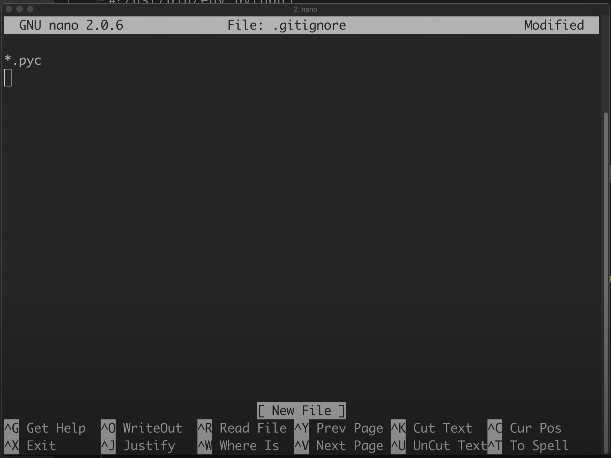 2. nano
GNU nano 2.0.6 File: .gitignore Modified
*.pyc
[ New File ]
^G Get Help ^O WriteOut ^R Read File ^Y Prev Page ^K Cut Text ^C Cur Pos
^X Exit ^J Justify ^W Where Is ^V Next Page ^U UnCut Text ^T To Spell